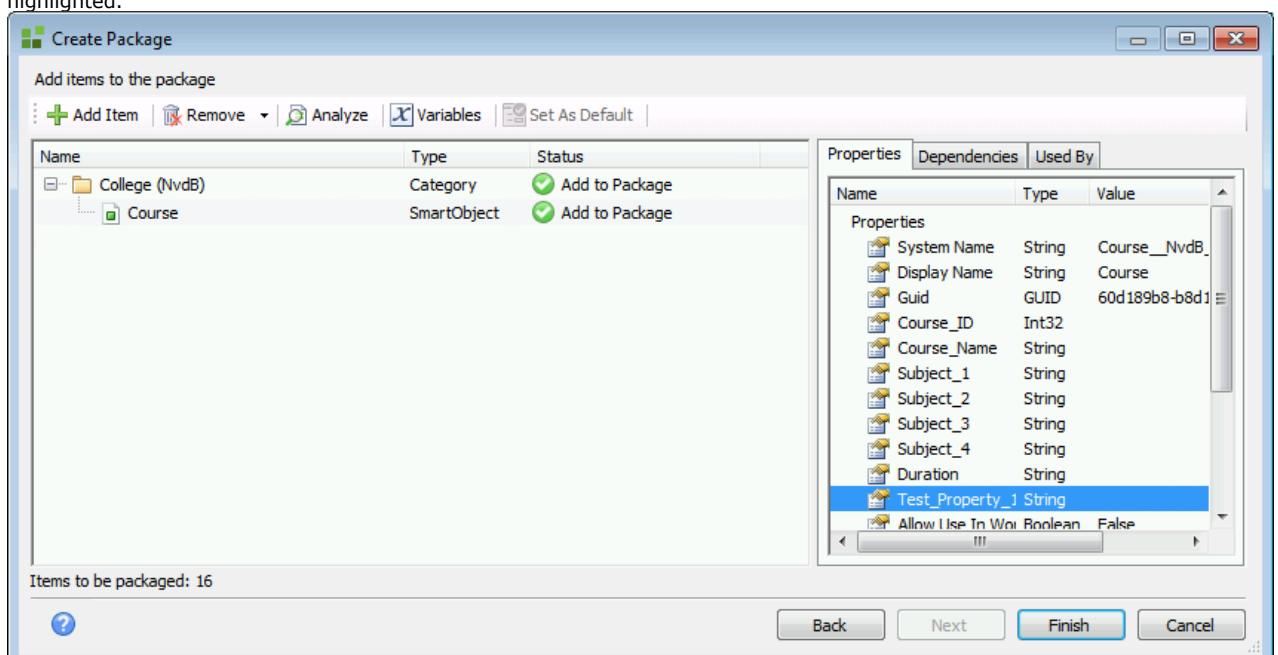 highlighted.
Create Package
Add items to the package
Add Item Remove Analyze X Variables Set As Default
Name Type Status
College (NvdB) Category Add to Package
Course SmartObject Add to Package
Properties Dependencies Used By
Name Type Value
Properties
System Name String Course__NvdB_
Display Name String Course
Guid GUID 60d189b8-b8d1
Course_ID Int32
Course_Name String
Subject_1 String
Subject_2 String
Subject_3 String
Subject_4 String
Duration String
Test_Property_1 String
Allow Use In Wor Boolean False
Items to be packaged: 16
? Back Next Finish Cancel